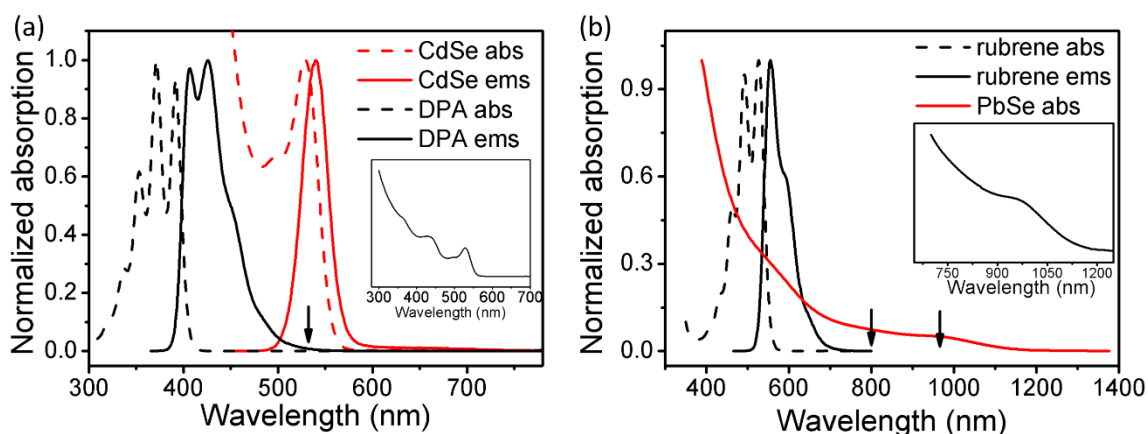 (a)
Normalized absorption
1.0
0.8
0.6
0.4
0.2
0.0
CdSe abs
CdSe ems
DPA abs
DPA ems
300 400 500 600 700
Wavelength (nm)
300 400 500 600 700
Wavelength (nm)
(b)
Normalized absorption
0.9
0.6
0.3
0.0
rubrene abs
rubrene ems
PbSe abs
750 900 1050 1200
Wavelength (nm)
400 600 800 1000 1200 1400
Wavelength (nm)